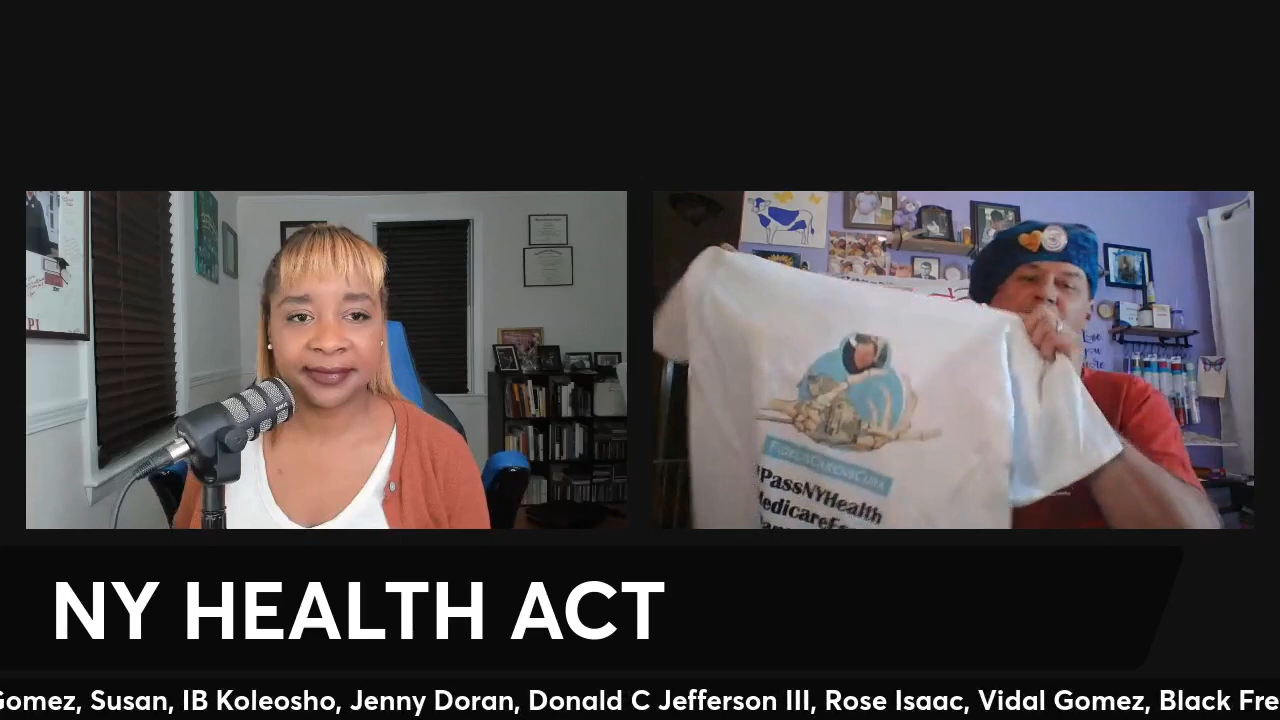 #PassNYHealth
NY HEALTH ACT
Gomez, Susan, IB Koleosho, Jenny Doran, Donald C Jefferson III, Rose Isaac, Vidal Gomez, Black Fre